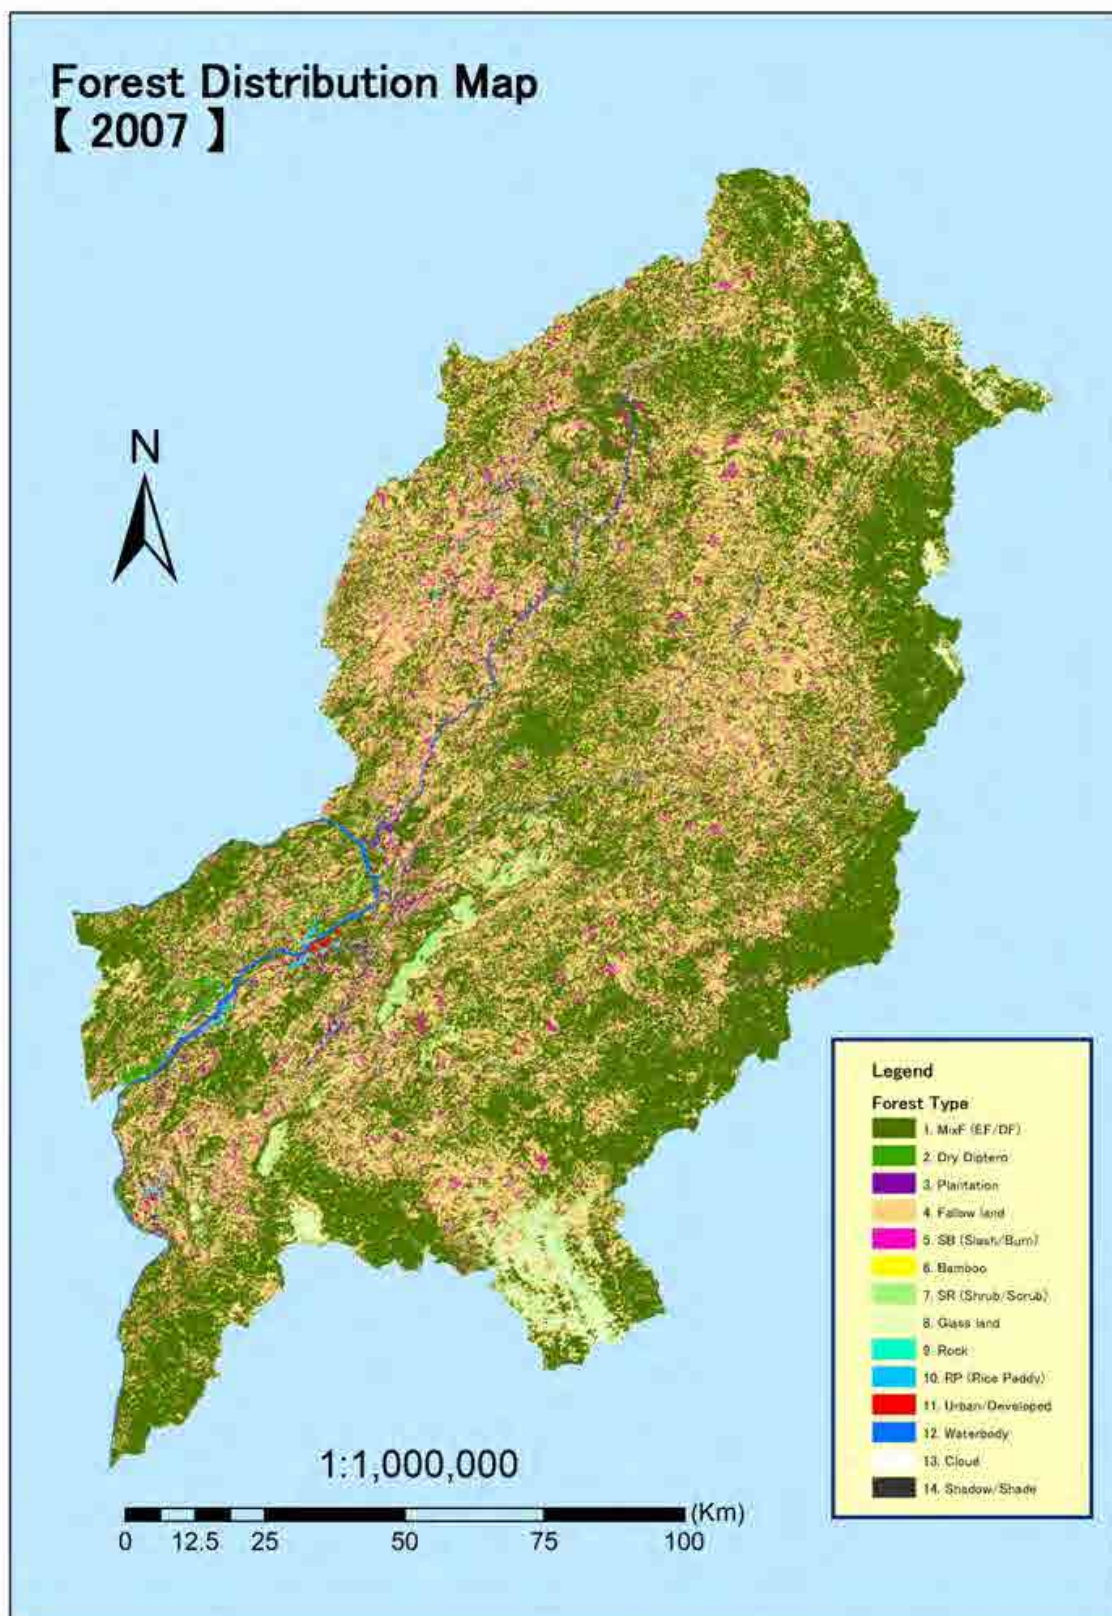 Forest Distribution Map
【 2007 】
N
Legend
Forest Type
1. MixF (EF/DF)
2. Dry Diptero
3. Plantation
4. Fallow land
5. SB (Slash/Burn)
6. Bamboo
7. SR (Shrub/Scrub)
8. Glass land
9. Rock
10. RP (Rice Paddy)
11. Urban/Developed
12. Waterbody
13. Cloud
14. Shadow/Shade
1:1,000,000
(Km)
0 12.5 25 50 75 100